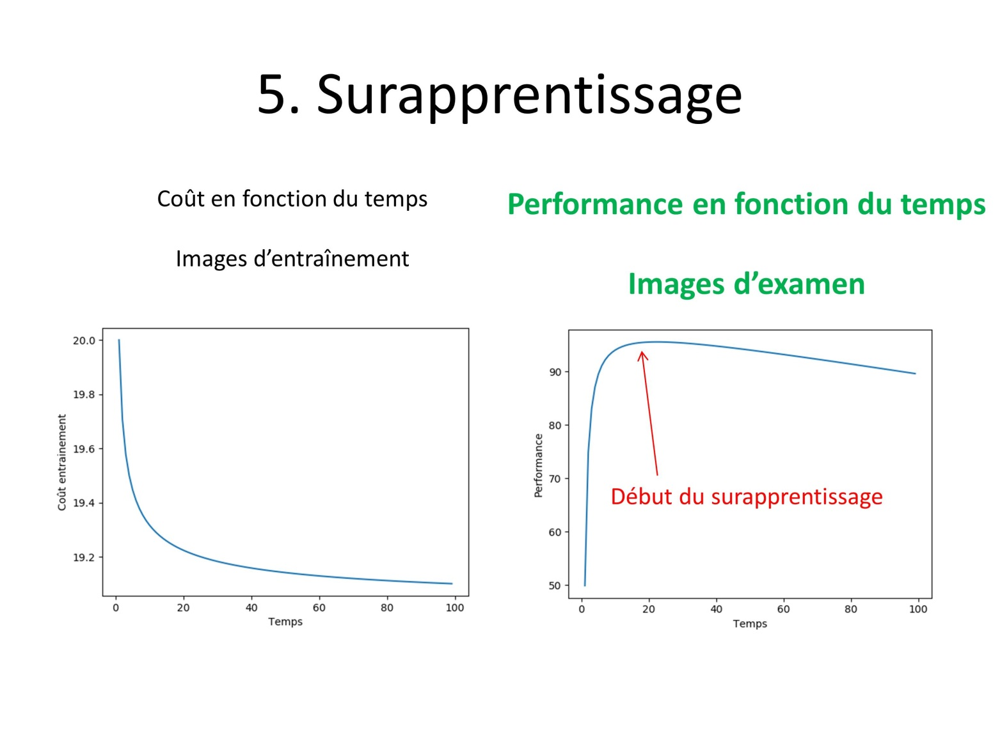 5. Surapprentissage
Coût en fonction du temps
Images d’entraînement
Performance en fonction du temps
Images d’examen
20.0
19.8
19.6
19.4
19.2
Coût entrainement
0 20 40 60 80 100
Temps
90
80
70
60
50
Performance
Début du surapprentissage
0 20 40 60 80 100
Temps